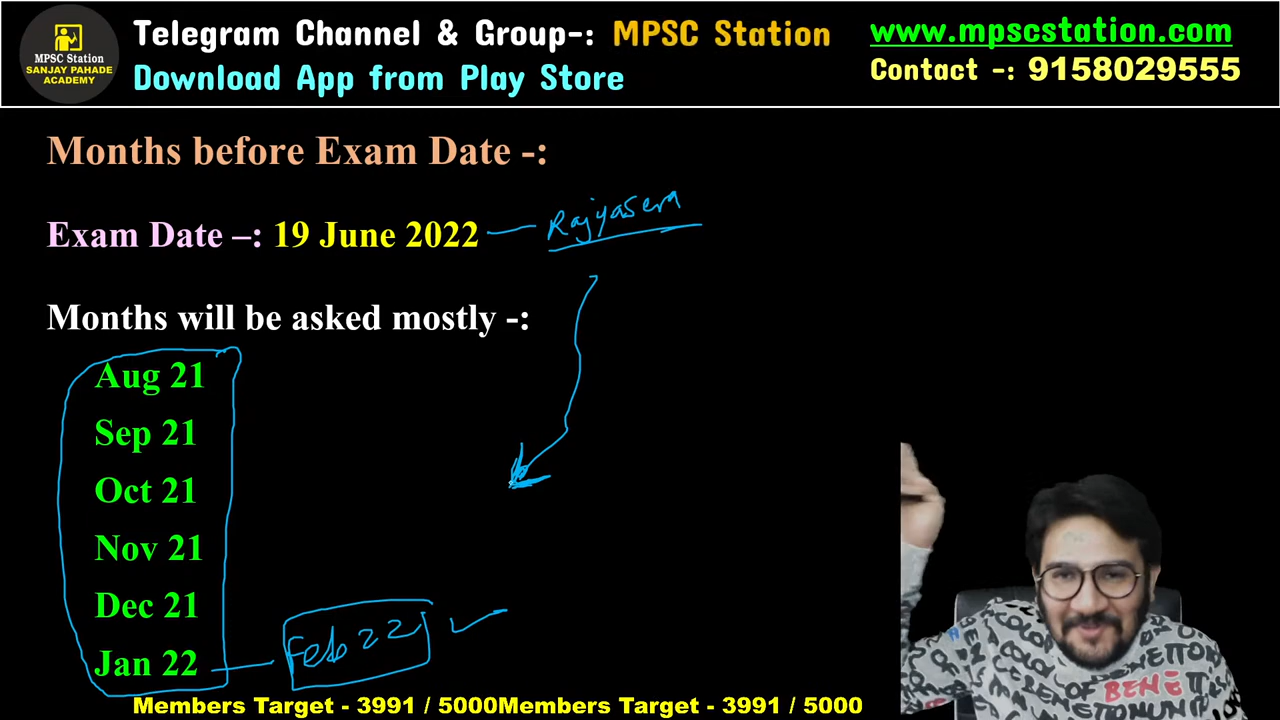 MPSC Station
SANJAY PAHADE
ACADEMY
Telegram Channel & Group-: MPSC Station
Download App from Play Store
www.mpscstation.com
Contact -: 9158029555
Months before Exam Date -:
Exam Date –: 19 June 2022
Rajyaseva
Months will be asked mostly -:
Aug 21
Sep 21
Oct 21
Nov 21
Dec 21
Jan 22
Feb 22
Members Target - 3991 / 5000Members Target - 3991 / 5000